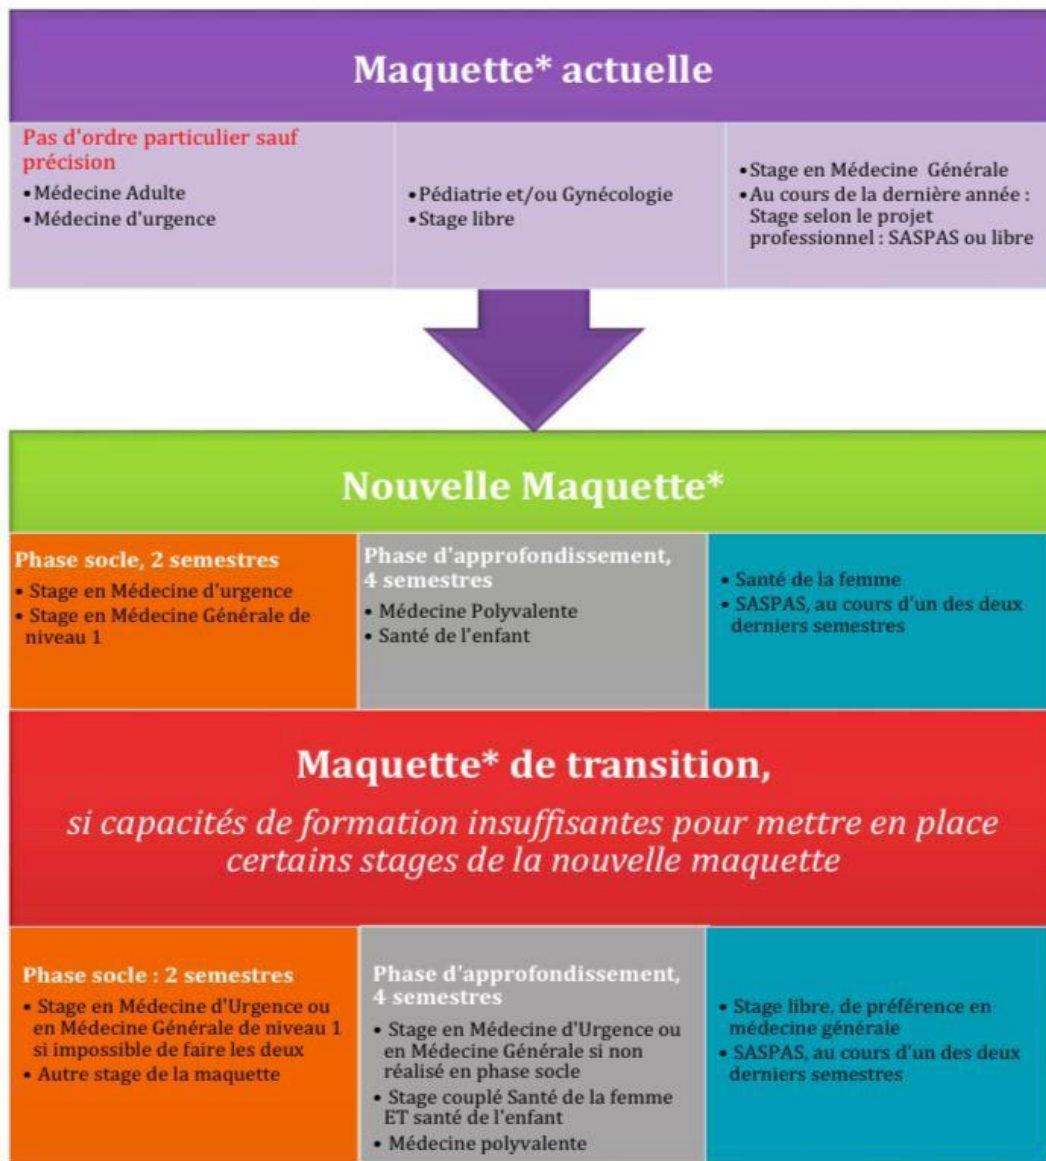 Maquette* actuelle
Pas d'ordre particulier sauf
précision
• Médecine Adulte
• Médecine d'urgence
• Pédiatrie et/ou Gynécologie
• Stage libre
• Stage en Médecine Générale
• Au cours de la dernière année :
Stage selon le projet
professionnel : SASPAS ou libre
Nouvelle Maquette*
Phase socle, 2 semestres
• Stage en Médecine d'urgence
• Stage en Médecine Générale de
niveau 1
Phase d'approfondissement,
4 semestres
• Médecine Polyvalente
• Santé de l'enfant
• Santé de la femme
• SASPAS, au cours d'un des deux
derniers semestres
Maquette* de transition,
si capacités de formation insuffisantes pour mettre en place
certains stages de la nouvelle maquette
Phase socle : 2 semestres
• Stage en Médecine d'Urgence ou
en Médecine Générale de niveau 1
si impossible de faire les deux
• Autre stage de la maquette
Phase d'approfondissement,
4 semestres
• Stage en Médecine d'Urgence ou
en Médecine Générale si non
réalisé en phase socle
• Stage couplé Santé de la femme
ET santé de l'enfant
• Médecine polyvalente
• Stage libre, de préférence en
médecine générale
• SASPAS, au cours d'un des deux
derniers semestres